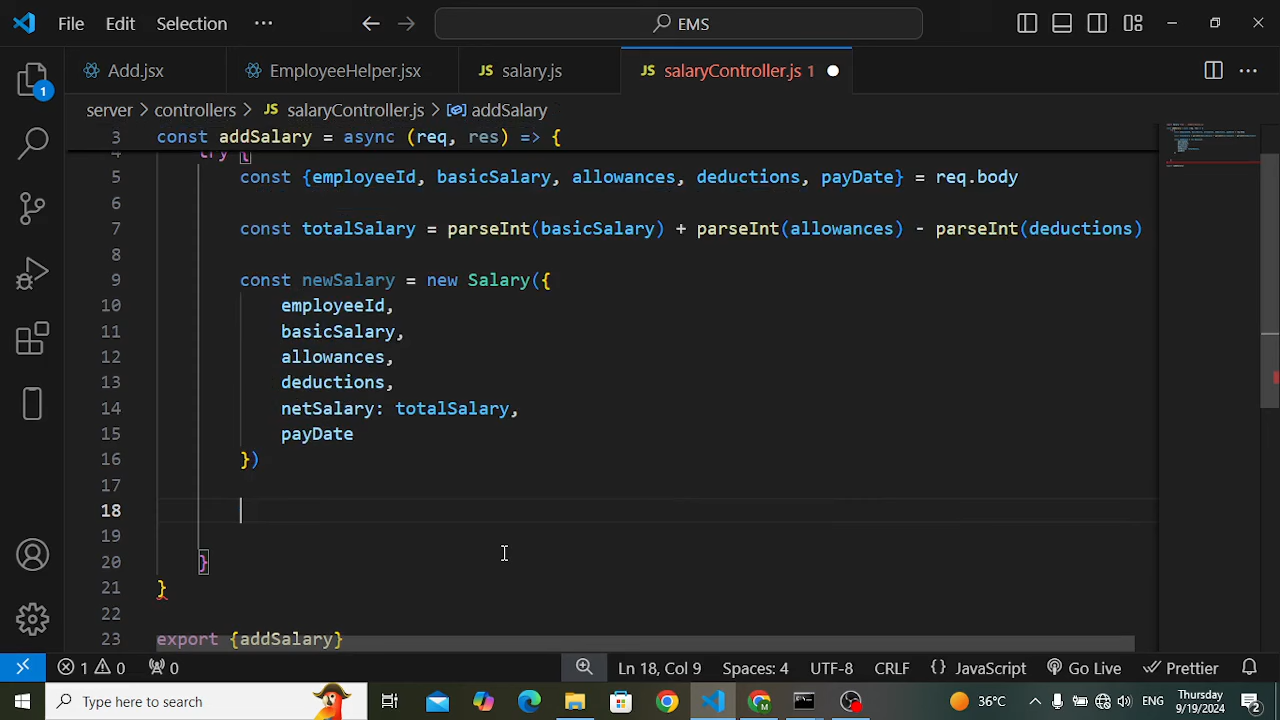 File Edit Selection ··· EMS
Add.jsx EmployeeHelper.jsx JS salary.js JS salaryController.js 1
1
server > controllers > JS salaryController.js > addSalary
3 const addSalary = async (req, res) => {
4 try {
5 const {employeeId, basicSalary, allowances, deductions, payDate} = req.body
6
7 const totalSalary = parseInt(basicSalary) + parseInt(allowances) - parseInt(deductions)
8
9 const newSalary = new Salary({
10 employeeId,
11 basicSalary,
12 allowances,
13 deductions,
14 netSalary: totalSalary,
15 payDate
16 })
17
18
19
20 }
21 }
22
23 export {addSalary}
1 0 0 Ln 18, Col 9 Spaces: 4 UTF-8 CRLF {} JavaScript Go Live Prettier
Type here to search 36°C ENG Thursday 9/19/2024 2